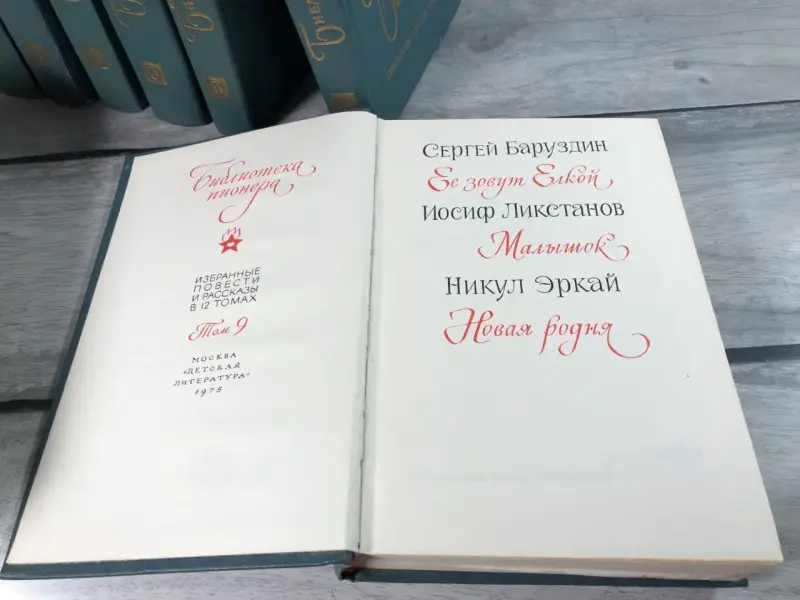 Библиотека
пионера
ИЗБРАННЫЕ
ПОВЕСТИ
И РАССКАЗЫ
В 12 ТОМАХ
Том 9
МОСКВА
«ДЕТСКАЯ
ЛИТЕРАТУРА»
1975
Сергей Баруздин
Ее зовут Елкой
Иосиф Ликстанов
Малышок
Никул Эркай
Новая родня